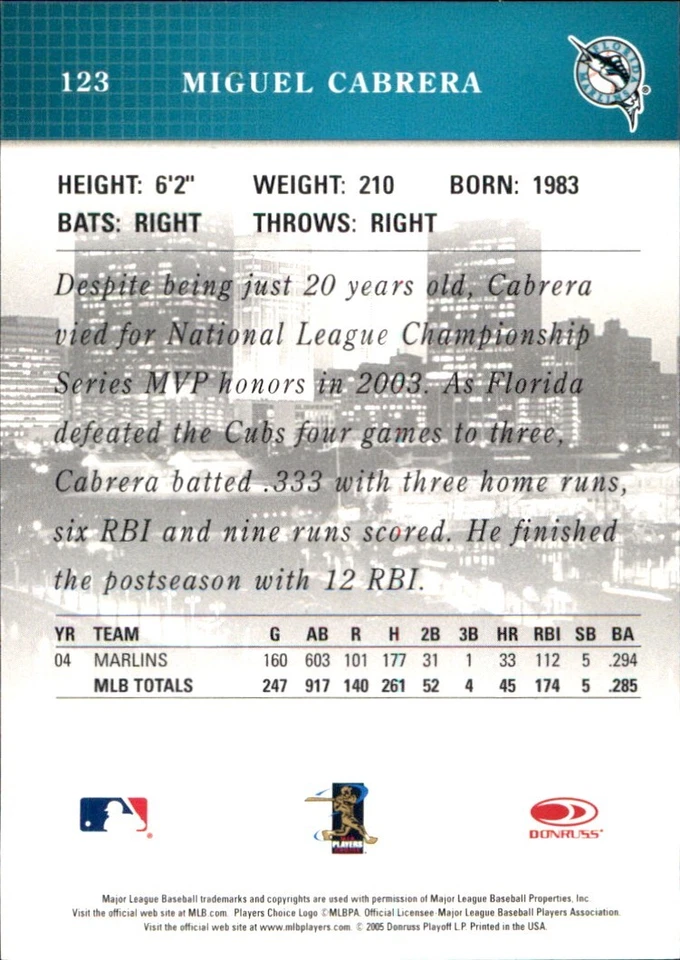 123 MIGUEL CABRERA
FLORIDA MARLINS ®
HEIGHT: 6'2" WEIGHT: 210 BORN: 1983
BATS: RIGHT THROWS: RIGHT
Despite being just 20 years old, Cabrera
vied for National League Championship
Series MVP honors in 2003. As Florida
defeated the Cubs four games to three,
Cabrera batted .333 with three home runs,
six RBI and nine runs scored. He finished
the postseason with 12 RBI.
YR TEAM G AB R H 2B 3B HR RBI SB BA
04 MARLINS 160 603 101 177 31 1 33 112 5 .294
MLB TOTALS 247 917 140 261 52 4 45 174 5 .285
PLAYERS
DONRUSS
Major League Baseball trademarks and copyrights are used with permission of Major League Baseball Properties, Inc.
Visit the official web site at MLB.com. Players Choice Logo ©MLBPA. Official Licensee-Major League Baseball Players Association.
Visit the official web site at www.mlbplayers.com. © 2005 Donruss Playoff L.P. Printed in the USA.